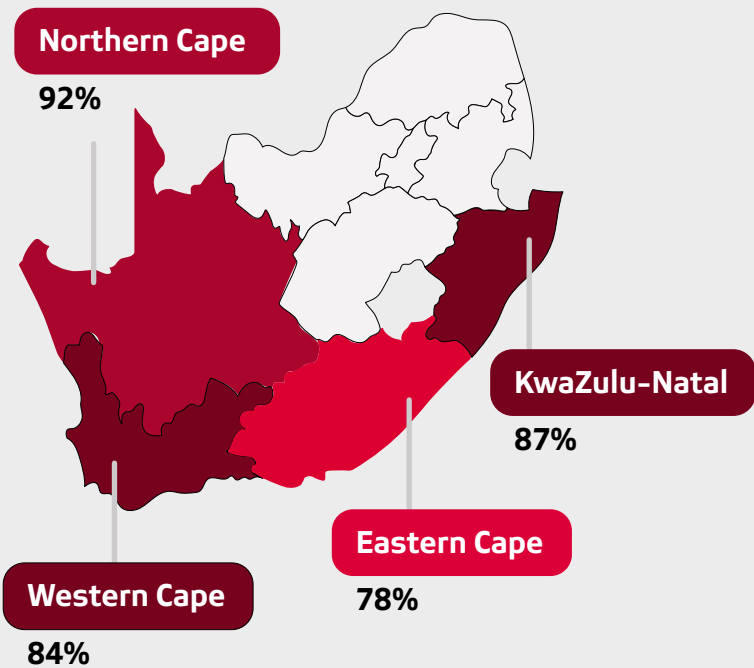 Northern Cape
92%
KwaZulu-Natal
87%
Eastern Cape
78%
Western Cape
84%